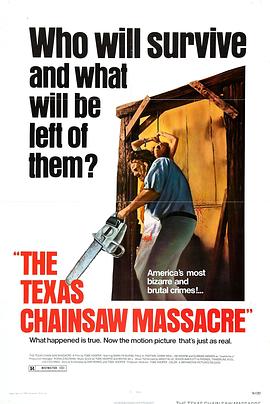 Who will survive
and what
will be
left of
them?
America's most
bizarre and
brutal crimes!...
"THE
TEXAS
CHAINSAW MASSACRE"
What happened is true. Now the motion picture that's just as real.
R RESTRICTED